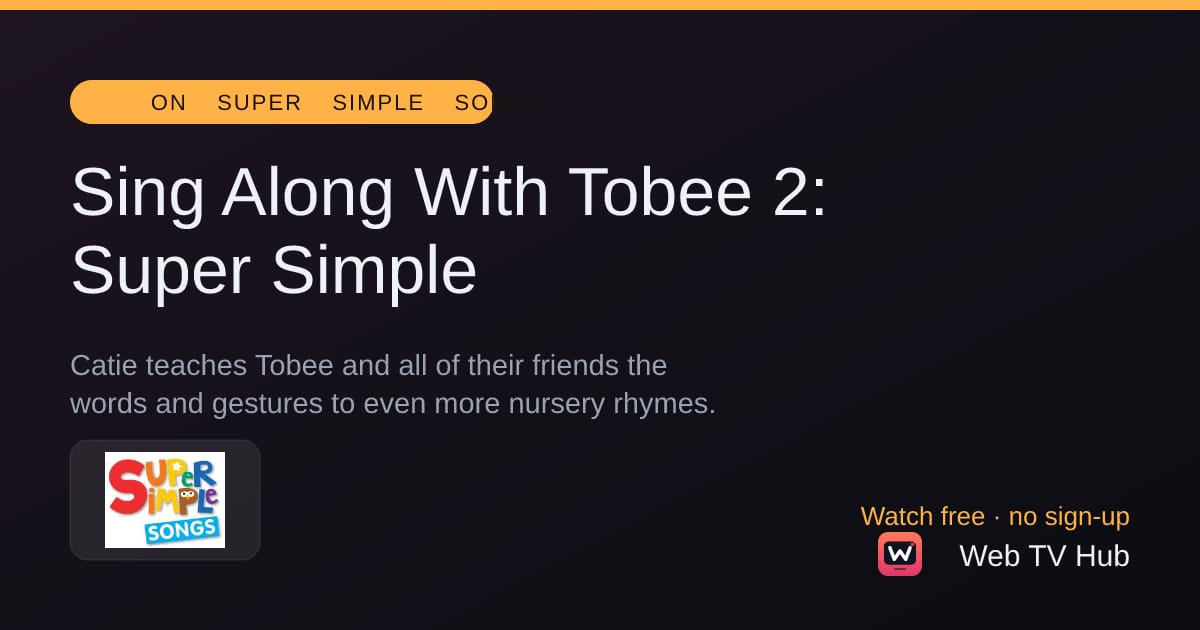 ON SUPER SIMPLE SONGS
Sing Along With Tobee 2:
Super Simple
Catie teaches Tobee and all of their friends the
words and gestures to even more nursery rhymes.
SUPER
SiMPLe
SONGS
Watch free · no sign-up
W
Web TV Hub